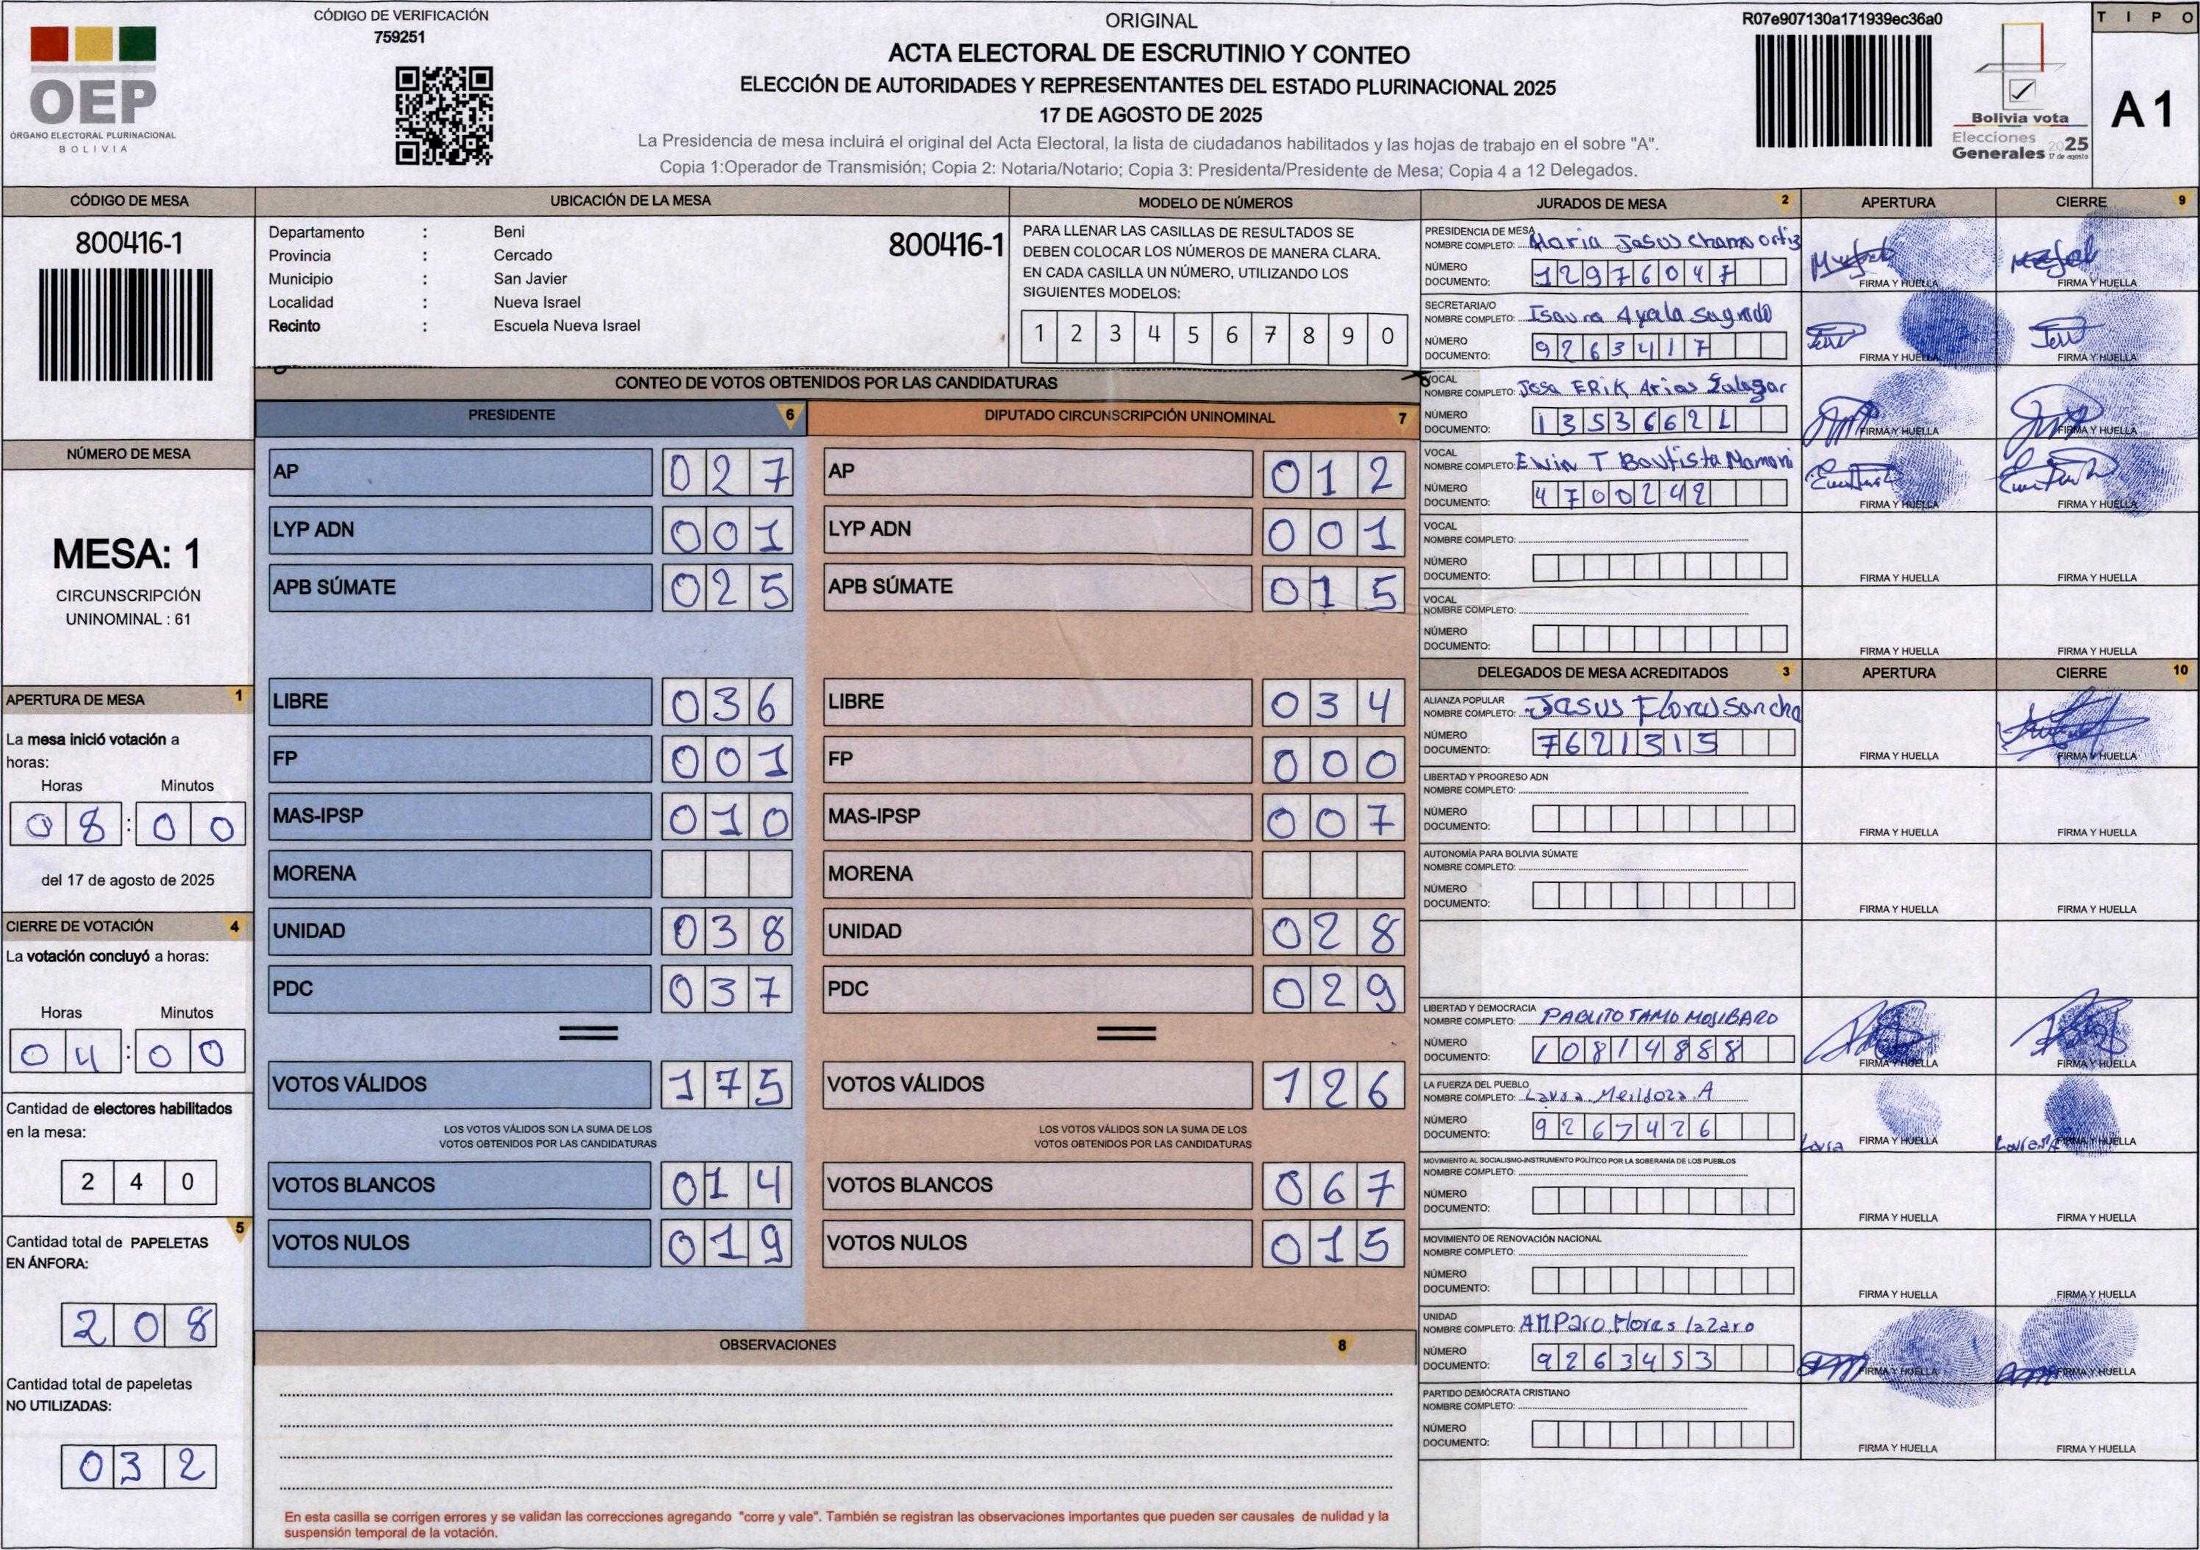 CÓDIGO DE VERIFICACIÓN
759251
OEP
ÓRGANO ELECTORAL PLURINACIONAL
BOLIVIA
ORIGINAL
ACTA ELECTORAL DE ESCRUTINIO Y CONTEO
ELECCIÓN DE AUTORIDADES Y REPRESENTANTES DEL ESTADO PLURINACIONAL 2025
17 DE AGOSTO DE 2025
La Presidencia de mesa incluirá el original del Acta Electoral, la lista de ciudadanos habilitados y las hojas de trabajo en el sobre "A".
Copia 1:Operador de Transmisión; Copia 2: Notaria/Notario; Copia 3: Presidenta/Presidente de Mesa; Copia 4 a 12 Delegados.
R07e907130a171939ec36a0
Bolivia vota
Elecciones
Generales 2025
17 de agosto
TIPO
A1
CÓDIGO DE MESA
800416-1
NÚMERO DE MESA
MESA: 1
CIRCUNSCRIPCIÓN
UNINOMINAL : 61
APERTURA DE MESA 1
La mesa inició votación a
horas:
Horas Minutos
08:00
del 17 de agosto de 2025
CIERRE DE VOTACIÓN 4
La votación concluyó a horas:
Horas Minutos
04:00
Cantidad de electores habilitados
en la mesa:
240
5
Cantidad total de PAPELETAS
EN ÁNFORA:
208
Cantidad total de papeletas
NO UTILIZADAS:
032
UBICACIÓN DE LA MESA
Departamento : Beni
800416-1
Provincia : Cercado
Municipio : San Javier
Localidad : Nueva Israel
Recinto : Escuela Nueva Israel
MODELO DE NÚMEROS
PARA LLENAR LAS CASILLAS DE RESULTADOS SE
DEBEN COLOCAR LOS NÚMEROS DE MANERA CLARA.
EN CADA CASILLA UN NÚMERO, UTILIZANDO LOS
SIGUIENTES MODELOS:
1 2 3 4 5 6 7 8 9 0
CONTEO DE VOTOS OBTENIDOS POR LAS CANDIDATURAS
PRESIDENTE 6
AP 027
LYP ADN 001
APB SÚMATE 025
LIBRE 036
FP 001
MAS-IPSP 010
MORENA
UNIDAD 038
PDC 037
VOTOS VÁLIDOS 175
LOS VOTOS VÁLIDOS SON LA SUMA DE LOS
VOTOS OBTENIDOS POR LAS CANDIDATURAS
VOTOS BLANCOS 014
VOTOS NULOS 019
DIPUTADO CIRCUNSCRIPCIÓN UNINOMINAL 7
AP 012
LYP ADN 001
APB SÚMATE 015
LIBRE 034
FP 000
MAS-IPSP 007
MORENA
UNIDAD 028
PDC 029
VOTOS VÁLIDOS 126
LOS VOTOS VÁLIDOS SON LA SUMA DE LOS
VOTOS OBTENIDOS POR LAS CANDIDATURAS
VOTOS BLANCOS 067
VOTOS NULOS 015
OBSERVACIONES 8
En esta casilla se corrigen errores y se validan las correcciones agregando "corre y vale". También se registran las observaciones importantes que pueden ser causales de nulidad y la
suspensión temporal de la votación.
JURADOS DE MESA 2 APERTURA CIERRE 9
PRESIDENCIA DE MESA
NOMBRE COMPLETO: Maria Jasus Chamo Ortiz
NÚMERO
DOCUMENTO: 12976047
FIRMA Y HUELLA FIRMA Y HUELLA
SECRETARIA/O
NOMBRE COMPLETO: Isaura Ayala Sagredo
NÚMERO
DOCUMENTO: 9263417
FIRMA Y HUELLA FIRMA Y HUELLA
VOCAL
NOMBRE COMPLETO: Jose ERiK Arias Salazar
NÚMERO
DOCUMENTO: 13536621
FIRMA Y HUELLA FIRMA Y HUELLA
VOCAL
NOMBRE COMPLETO: Ewin T Bautista Mamani
NÚMERO
DOCUMENTO: 4700242
FIRMA Y HUELLA FIRMA Y HUELLA
VOCAL
NOMBRE COMPLETO:
NÚMERO
DOCUMENTO:
FIRMA Y HUELLA FIRMA Y HUELLA
VOCAL
NOMBRE COMPLETO:
NÚMERO
DOCUMENTO:
FIRMA Y HUELLA FIRMA Y HUELLA
DELEGADOS DE MESA ACREDITADOS 3 APERTURA CIERRE 10
ALIANZA POPULAR
NOMBRE COMPLETO: Jasus Flores Sanche
NÚMERO
DOCUMENTO: 7621315
FIRMA Y HUELLA FIRMA Y HUELLA
LIBERTAD Y PROGRESO ADN
NOMBRE COMPLETO:
NÚMERO
DOCUMENTO:
FIRMA Y HUELLA FIRMA Y HUELLA
AUTONOMÍA PARA BOLIVIA SÚMATE
NOMBRE COMPLETO:
NÚMERO
DOCUMENTO:
FIRMA Y HUELLA FIRMA Y HUELLA
LIBERTAD Y DEMOCRACIA
NOMBRE COMPLETO: PABLITO TAMO MOJIBARO
NÚMERO
DOCUMENTO: 10814888
FIRMA Y HUELLA FIRMA Y HUELLA
LA FUERZA DEL PUEBLO
NOMBRE COMPLETO: Laura Mendoza A
NÚMERO
DOCUMENTO: 9267426
Laura FIRMA Y HUELLA FIRMA Y HUELLA
MOVIMIENTO AL SOCIALISMO-INSTRUMENTO POLÍTICO POR LA SOBERANÍA DE LOS PUEBLOS
NOMBRE COMPLETO:
NÚMERO
DOCUMENTO:
FIRMA Y HUELLA FIRMA Y HUELLA
MOVIMIENTO DE RENOVACIÓN NACIONAL
NOMBRE COMPLETO:
NÚMERO
DOCUMENTO:
FIRMA Y HUELLA FIRMA Y HUELLA
UNIDAD
NOMBRE COMPLETO: AMParo Flores lazaro
NÚMERO
DOCUMENTO: 9263453
FIRMA Y HUELLA FIRMA Y HUELLA
PARTIDO DEMÓCRATA CRISTIANO
NOMBRE COMPLETO:
NÚMERO
DOCUMENTO:
FIRMA Y HUELLA FIRMA Y HUELLA